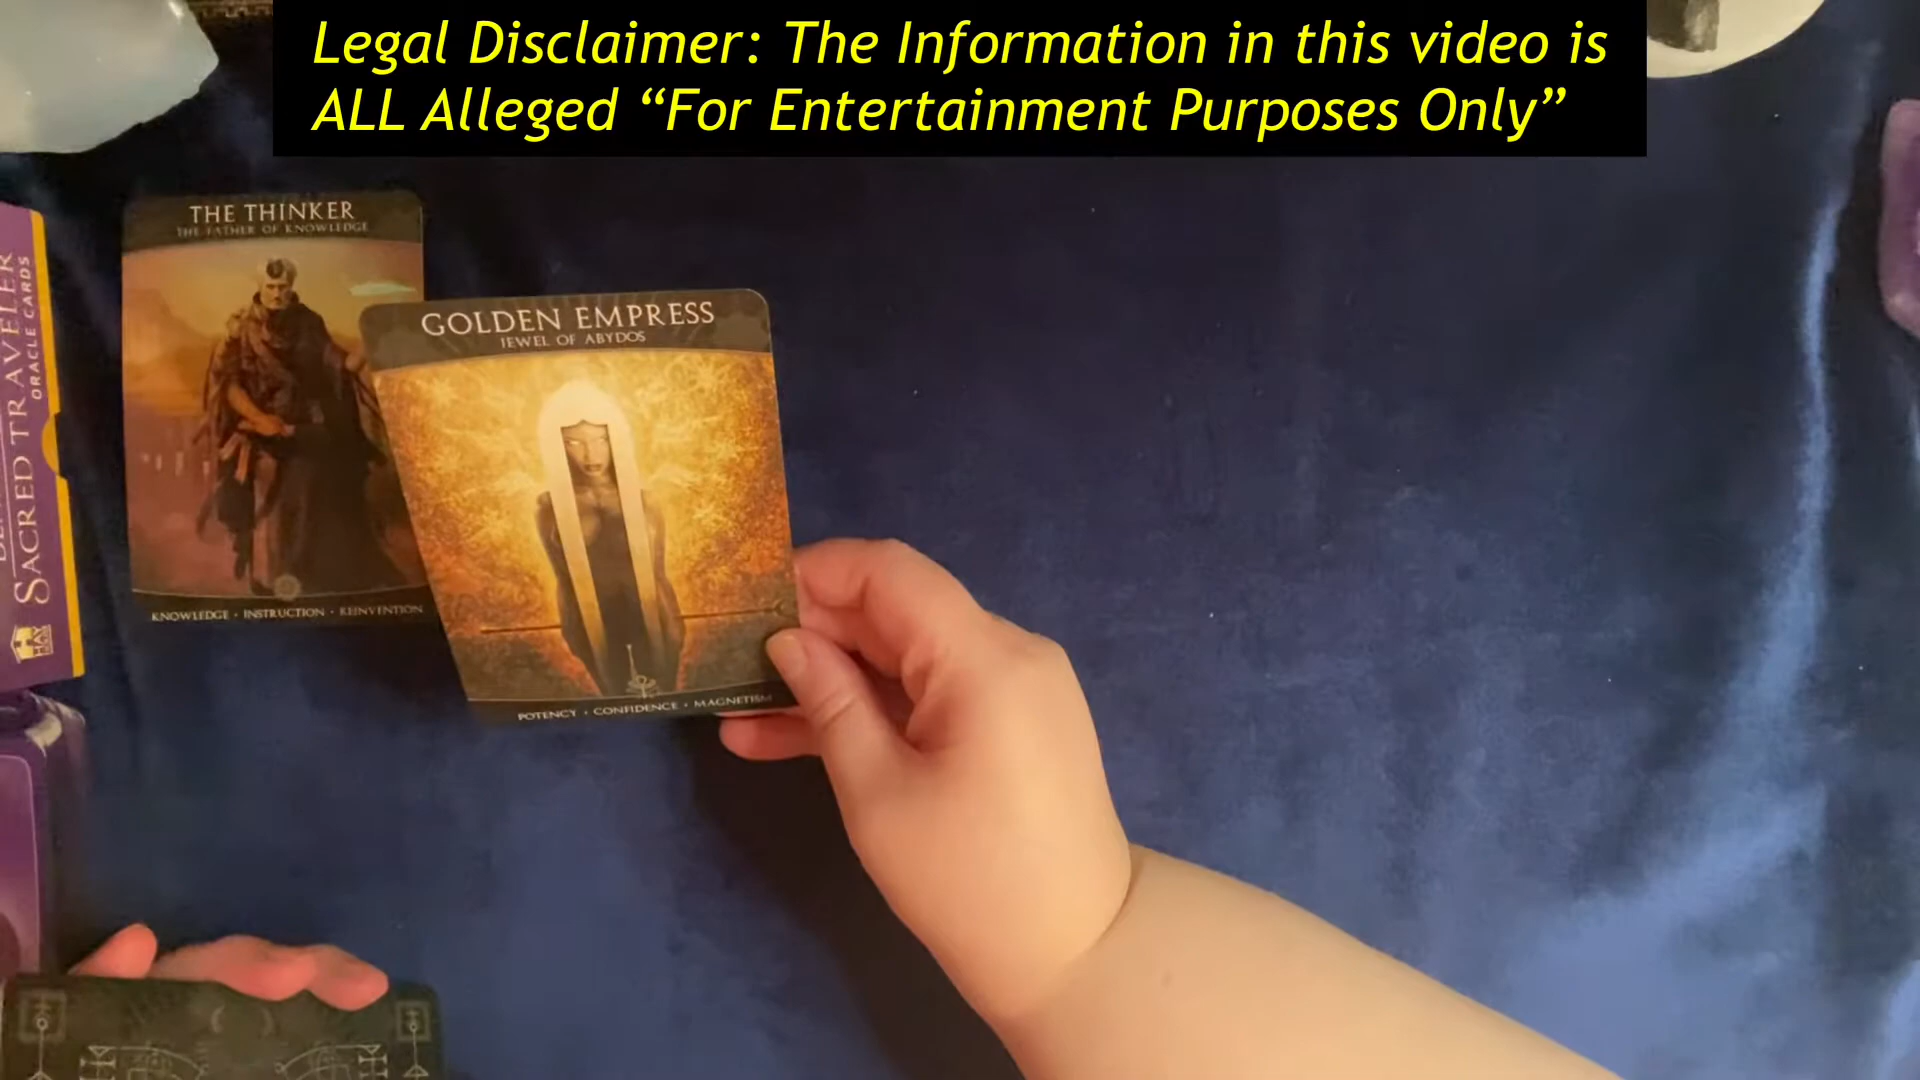 Legal Disclaimer: The Information in this video is
ALL Alleged “For Entertainment Purposes Only”
THE THINKER
THE FATHER OF KNOWLEDGE
KNOWLEDGE • INSTRUCTION • REINVENTION
GOLDEN EMPRESS
JEWEL OF ABYDOS
POTENCY • CONFIDENCE • MAGNETISM
SACRED TRAVELER
ORACLE CARDS
HAY